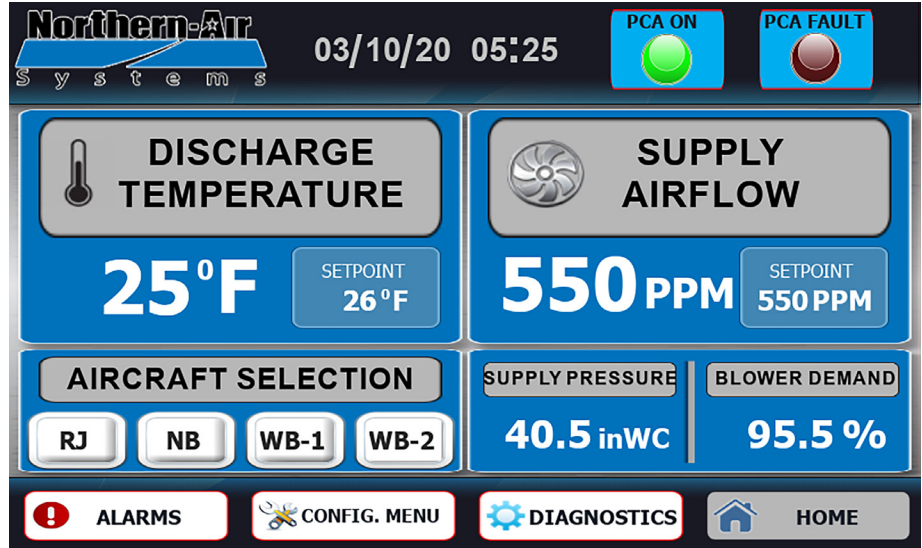 Northern-Air
Systems
03/10/20 05:25
PCA ON
PCA FAULT
DISCHARGE
TEMPERATURE
25°F
SETPOINT
26°F
SUPPLY
AIRFLOW
550 PPM
SETPOINT
550 PPM
AIRCRAFT SELECTION
RJ
NB
WB-1
WB-2
SUPPLY PRESSURE
40.5 inWC
BLOWER DEMAND
95.5 %
ALARMS
CONFIG. MENU
DIAGNOSTICS
HOME